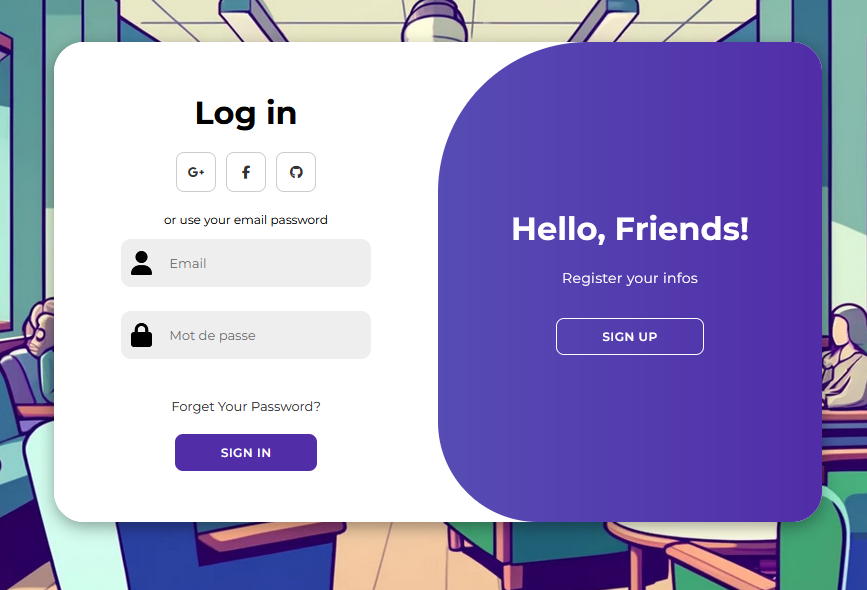 Log in
G+
f
or use your email password
Email
Mot de passe
Forget Your Password?
SIGN IN
Hello, Friends!
Register your infos
SIGN UP